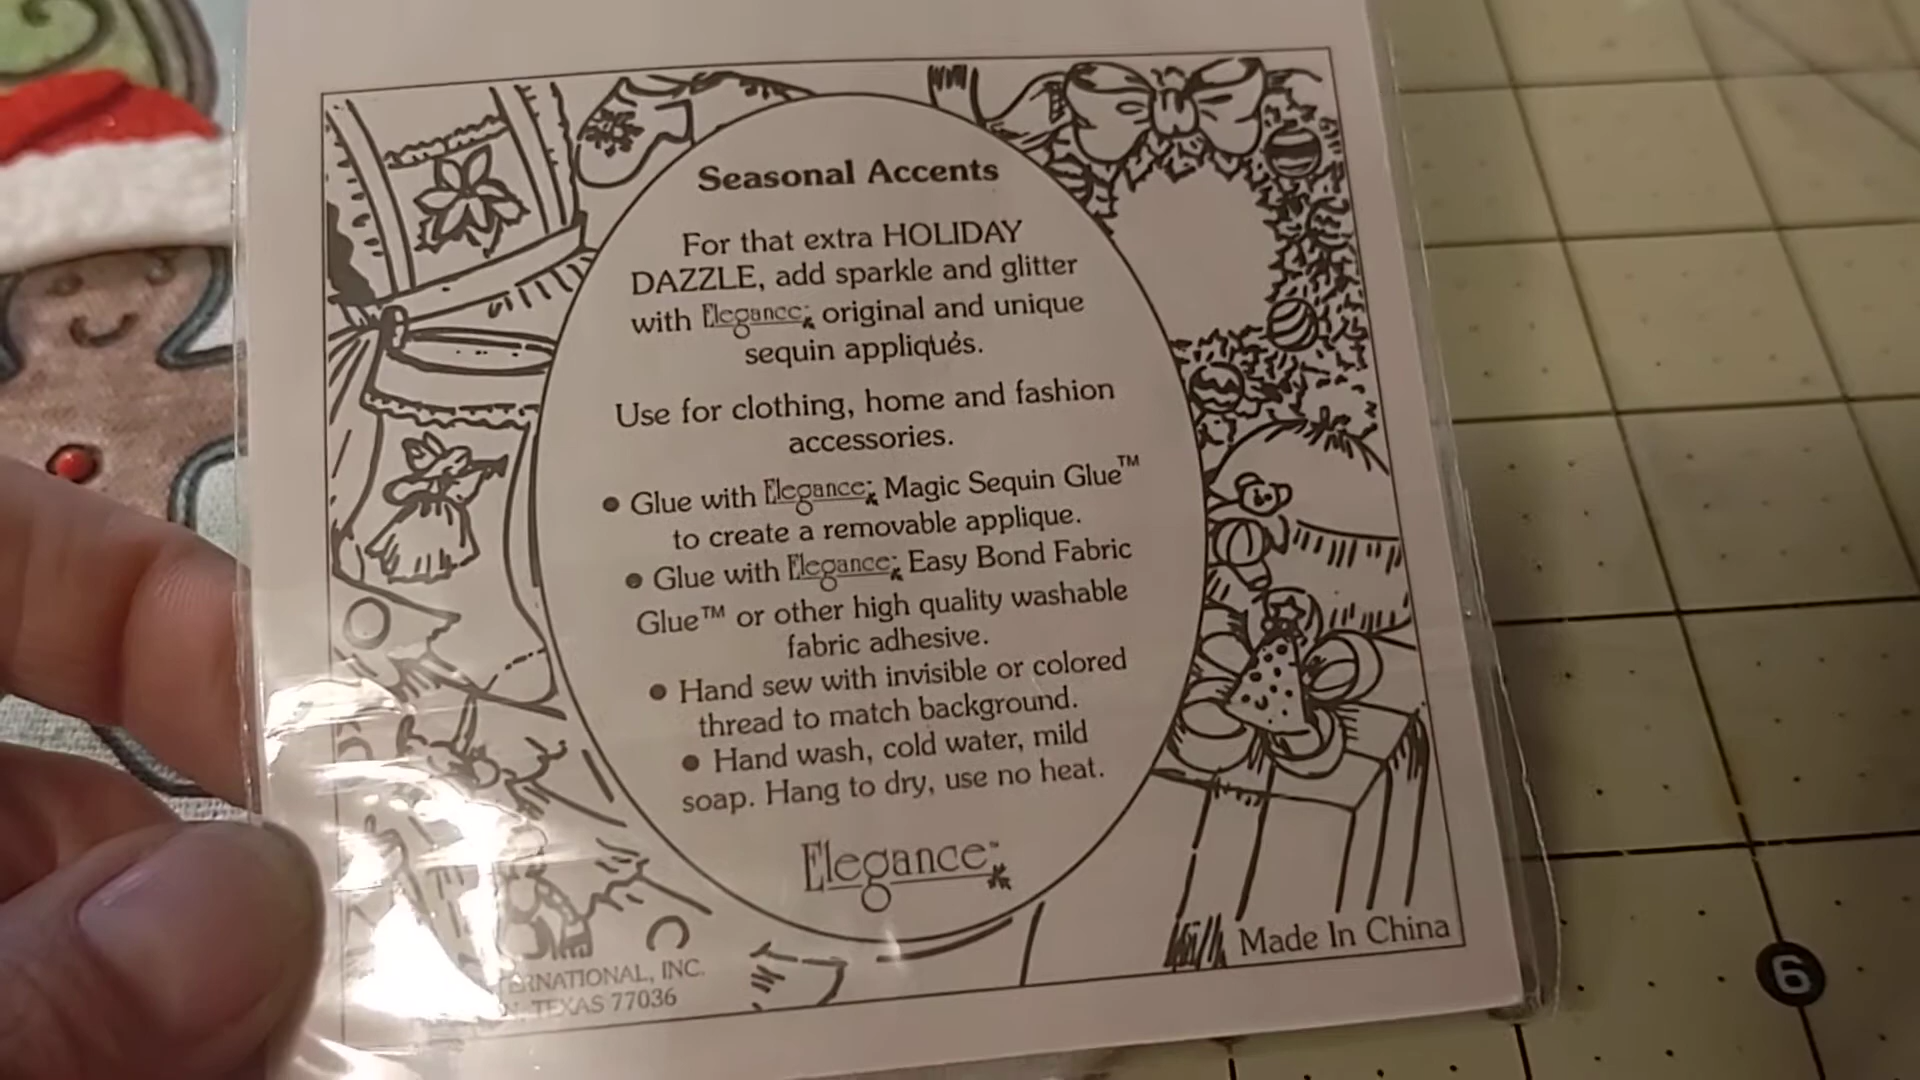 Seasonal Accents
For that extra HOLIDAY
DAZZLE, add sparkle and glitter
with Elegance original and unique
sequin appliqués.
Use for clothing, home and fashion
accessories.
● Glue with Elegance Magic Sequin Glue™
to create a removable applique.
● Glue with Elegance Easy Bond Fabric
Glue™ or other high quality washable
fabric adhesive.
● Hand sew with invisible or colored
thread to match background.
● Hand wash, cold water, mild
soap. Hang to dry, use no heat.
Elegance
Made In China
INC.
TEXAS 77036
6